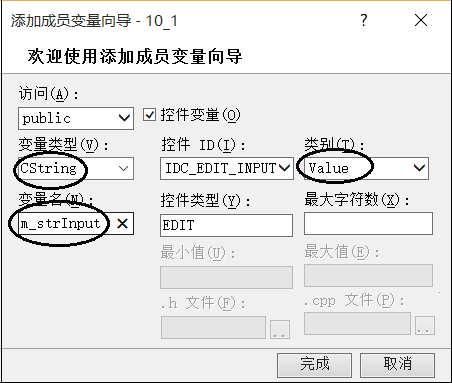 添加成员变量向导 - 10_1
?
欢迎使用添加成员变量向导
访问(A):
public
控件变量(O)
变量类型(V): 控件 ID(I): 类别(T):
CString IDC_EDIT_INPUT Value
变量名(N): 控件类型(Y): 最大字符数(X):
m_strInput EDIT
最小值(U): 最大值(E):
.h 文件(F): .cpp 文件(P):
.. ..
完成 取消